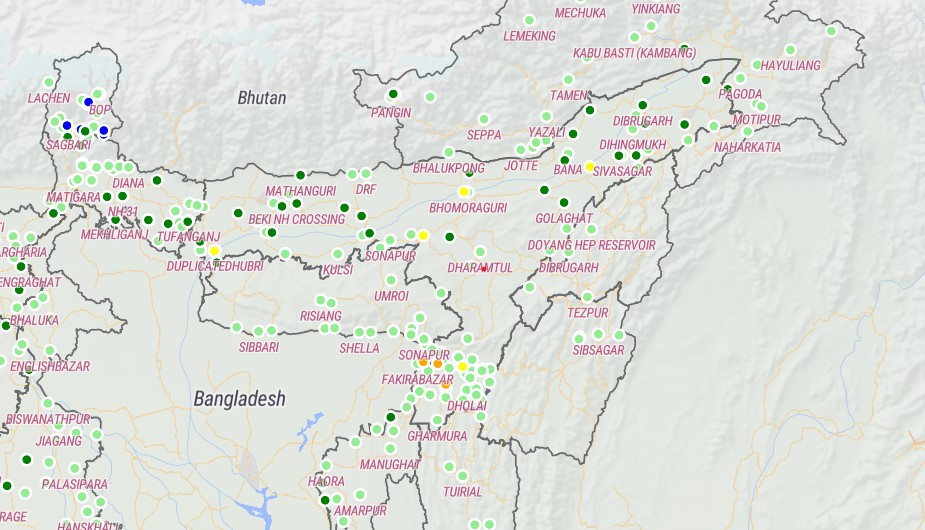 MECHUKA
YINKIANG
LEMEKING
KABU BASTI (KAMBANG)
HAYULIANG
LACHEN
BOP
Bhutan
PANGIN
TAMEN
PAGODA
SEPPA
YAZALI
DIBRUGARH
MOTIPUR
SAGBARI
DIHINGMUKH
NAHARKATIA
BHALUKPONG
JOTTE
BANA
SIVASAGAR
DIANA
MATHANGURI
DRF
MATIGARA
NH-31
BEKI NH CROSSING
BHOMORAGURI
GOLAGHAT
MEKHLIGANJ
TUFANGANJ
DOYANG HEP RESERVOIR
RGHARIA
DUPLICATEDHUBRI
KULSI
SONAPUR
DHARAMTUL
DIBRUGARH
ENGRAGHAT
UMROI
RISIANG
TEZPUR
BHALUKA
SIBBARI
SHELLA
SONAPUR
SIBSAGAR
ENGLISHBAZAR
FAKIRABAZAR
Bangladesh
DHOLAI
BISWANATHPUR
JIAGANG
GHARMURA
MANUGHAT
PALASIPARA
HAORA
TUIRIAL
RAGE
AMARPUR
HANSKHALI